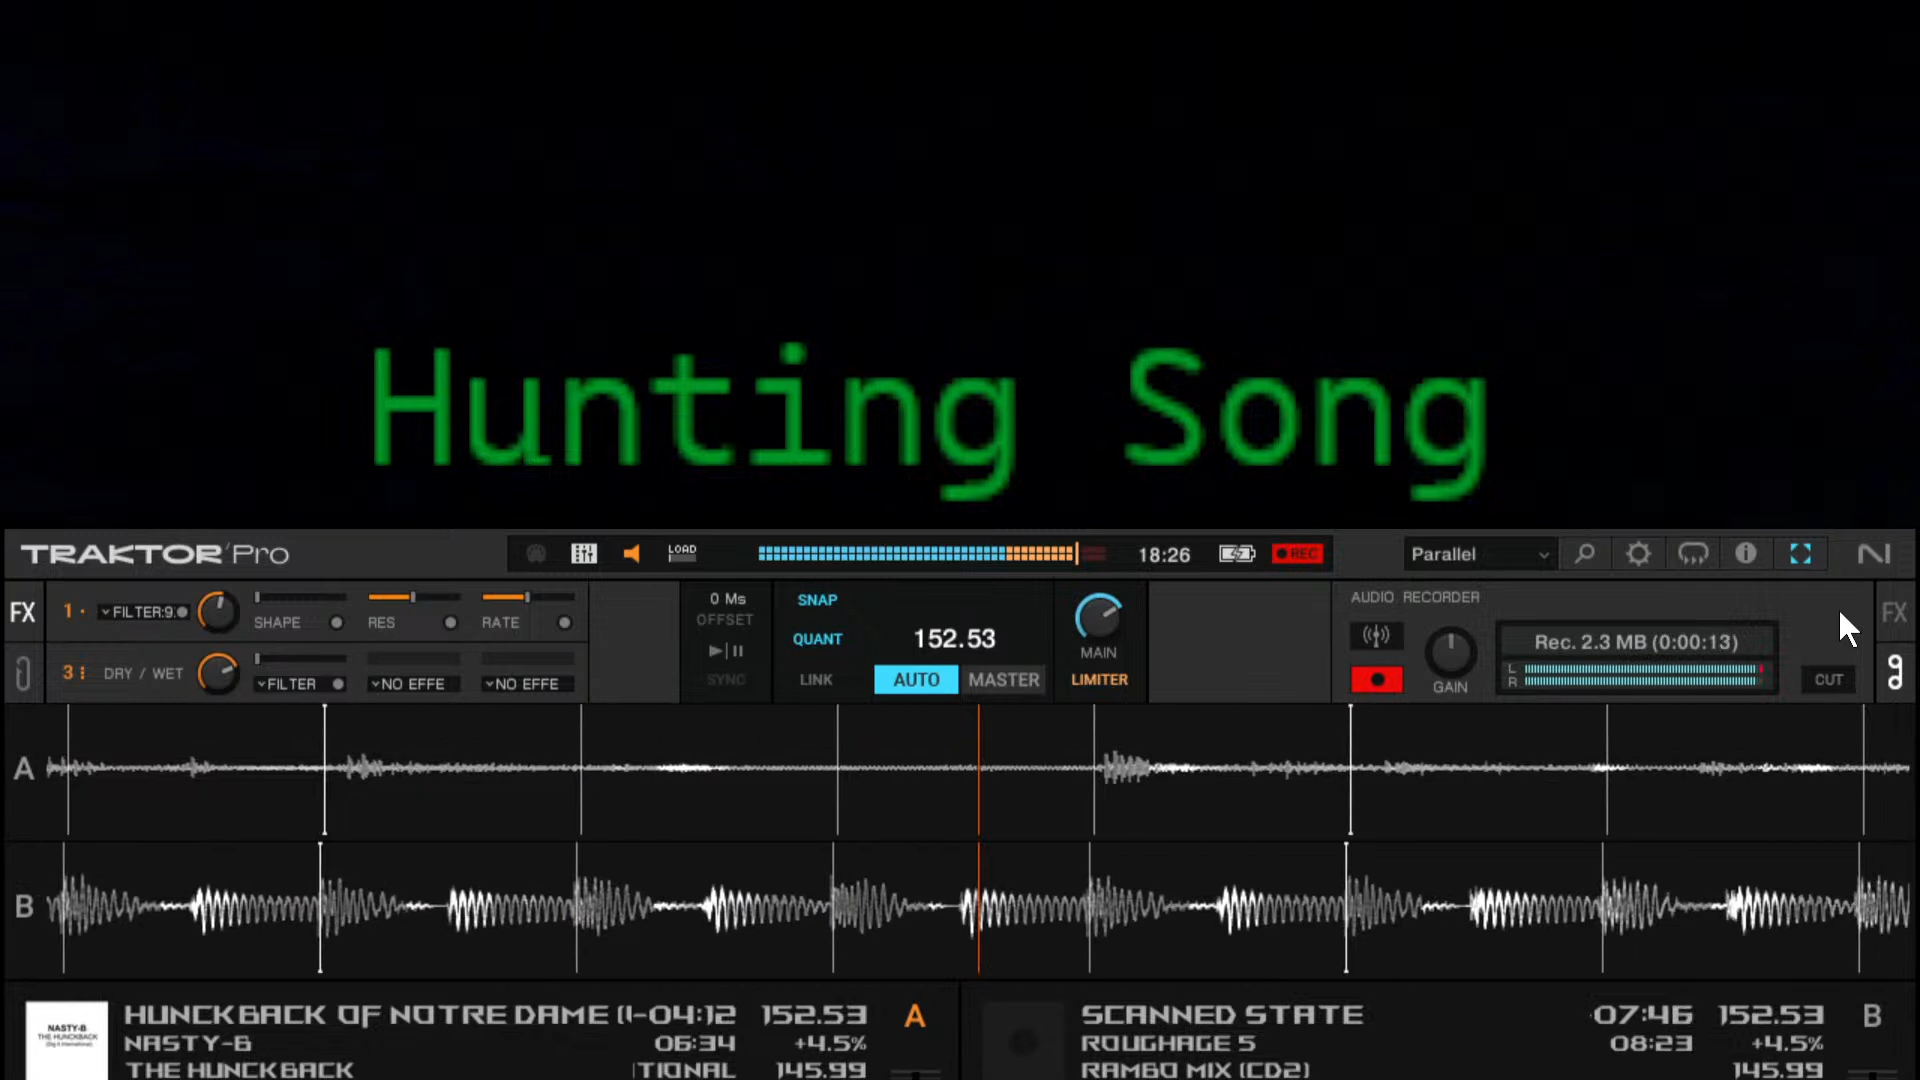 Hunting Song
TRAKTOR Pro
LOAD
18:26
REC
Parallel
FX
1
FILTER:9.
SHAPE
RES
RATE
0 Ms
OFFSET
SYNC
SNAP
QUANT
LINK
152.53
AUTO
MASTER
MAIN
LIMITER
AUDIO RECORDER
GAIN
Rec. 2.3 MB (0:00:13)
L
R
CUT
FX
3
DRY / WET
FILTER
NO EFFE
NO EFFE
A
B
NASTY-B
THE HUNCKBACK
HUNCKBACK OF NOTRE DAME (I -04:12 152.53 A
NASTY-B 06:34 +4.5%
THE HUNCKBACK TIONAL 145.99
SCANNED STATE -07:46 152.53 B
ROUGHAGE 5 08:23 +4.5%
RAMBO MIX (CD2) 145.99